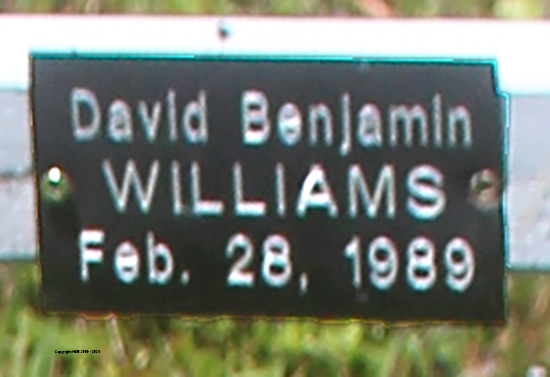 David Benjamin
WILLIAMS
Feb. 28, 1989